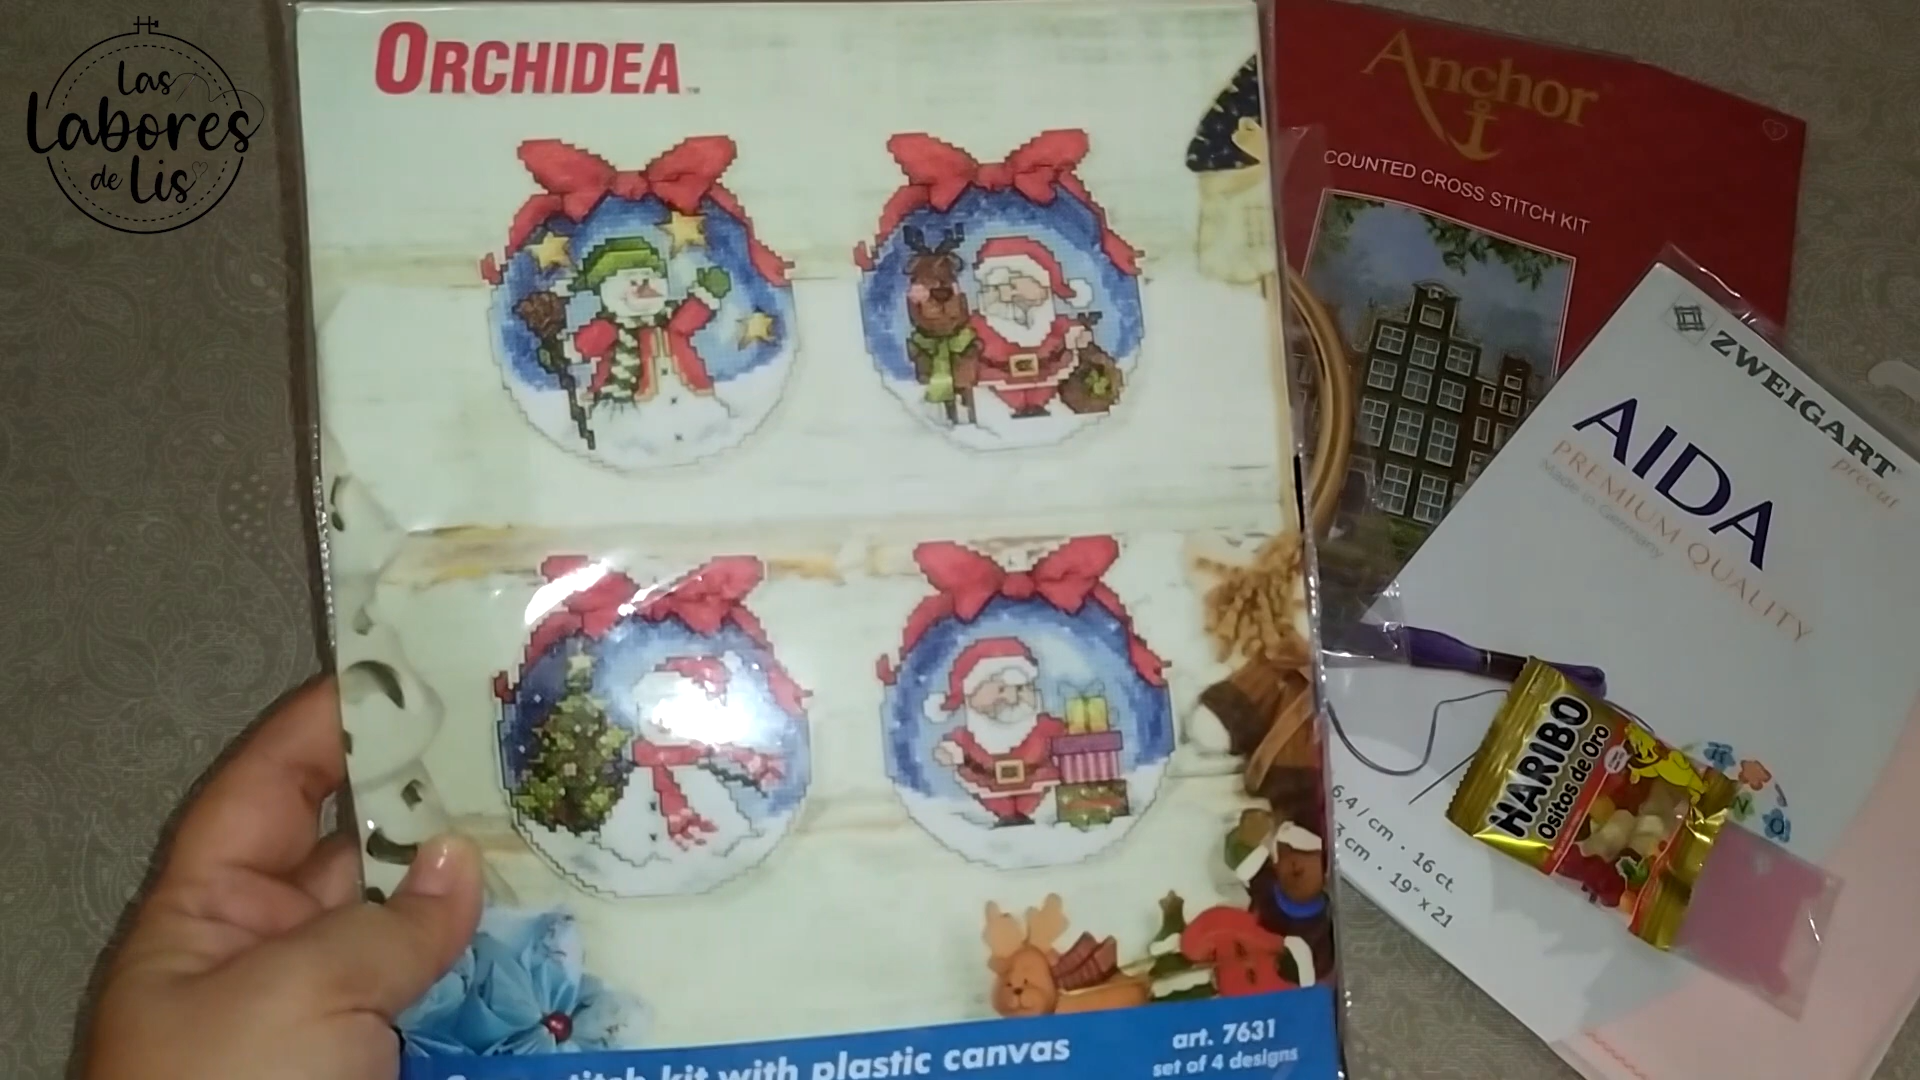 Las
Labores
de Lis
ORCHIDEA™
stitch kit with plastic canvas
art. 7631
set of 4 designs
Anchor
COUNTED CROSS STITCH KIT
ZWEIGART
precut
AIDA
PREMIUM QUALITY
Made in Germany
6,4 / cm · 16 ct.
3 cm · 19" x 21
HARIBO
Ositos de Oro